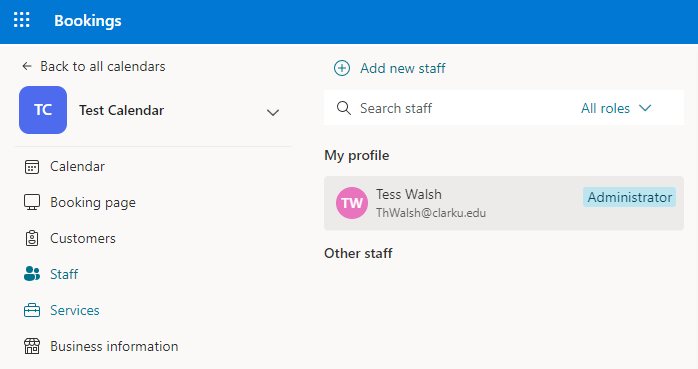 Bookings
Back to all calendars
TC
Test Calendar
Calendar
Booking page
Customers
Staff
Services
Business information
Add new staff
Search staff
All roles
My profile
TW
Tess Walsh
ThWalsh@clarku.edu
Administrator
Other staff